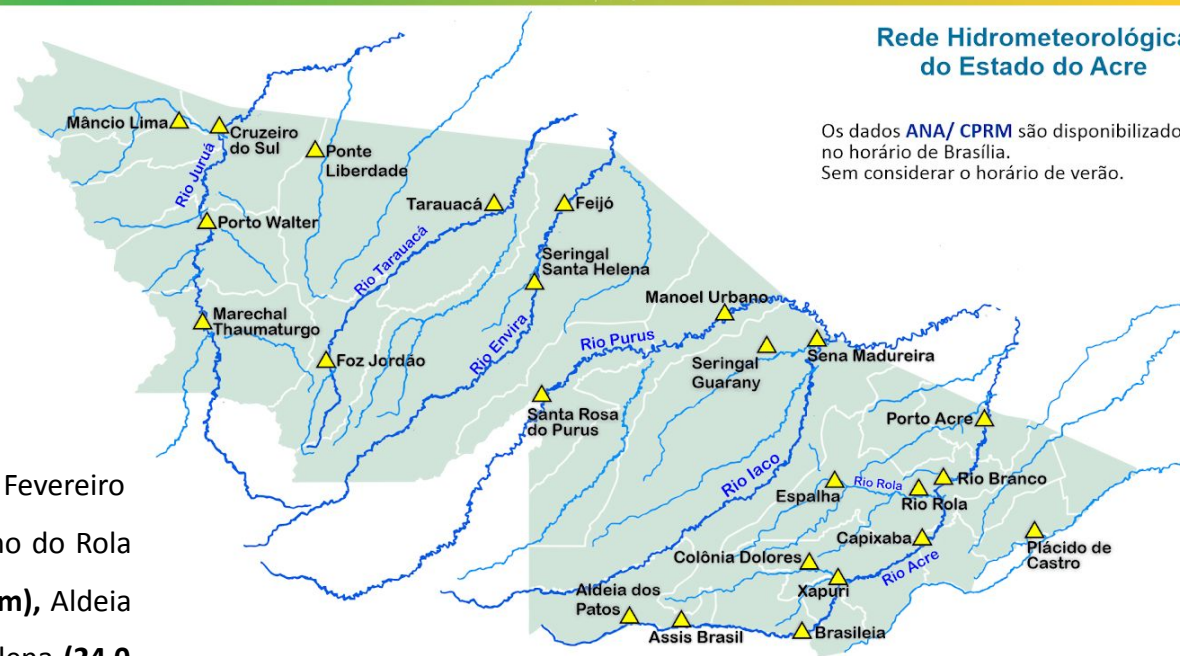 Rede Hidrometeorológica
do Estado do Acre
Os dados ANA/ CPRM são disponibilizado
no horário de Brasília.
Sem considerar o horário de verão.
Mâncio Lima
Cruzeiro
do Sul
Ponte
Liberdade
Rio Juruá
Porto Walter
Tarauacá
Feijó
Rio Tarauacá
Seringal
Santa Helena
Marechal
Thaumaturgo
Foz Jordão
Rio Envira
Manoel Urbano
Rio Purus
Seringal
Guarany
Sena Madureira
Santa Rosa
do Purus
Porto Acre
Rio Iaco
Espalha
Rio Rola
Rio Rola
Rio Branco
Capixaba
Plácido de
Castro
Colônia Dolores
Rio Acre
Xapuri
Aldeia dos
Patos
Assis Brasil
Brasileia
Fevereiro
do Rola
m), Aldeia
(24,0